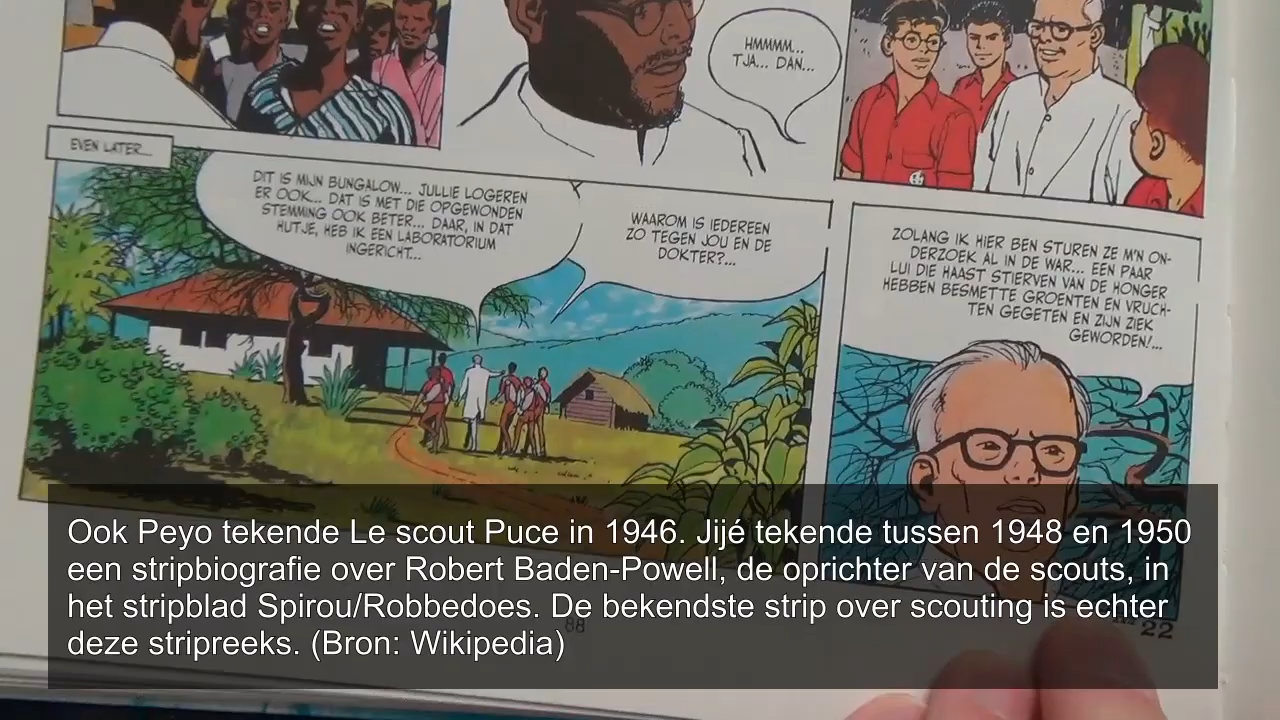 HMMMM...
TJA... DAN...
EVEN LATER...
DIT IS MIJN BUNGALOW... JULLIE LOGEREN
ER OOK... DAT IS MET DIE OPGEWONDEN
STEMMING OOK BETER... DAAR, IN DAT
HUTJE, HEB IK EEN LABORATORIUM
INGERICHT...
WAAROM IS IEDEREEN
ZO TEGEN JOU EN DE
DOKTER?...
ZOLANG IK HIER BEN STUREN ZE M'N ON-
DERZOEK AL IN DE WAR... EEN PAAR
LUI DIE HAAST STIERVEN VAN DE HONGER
HEBBEN BESMETTE GROENTEN EN VRUCH-
TEN GEGETEN EN ZIJN ZIEK
GEWORDEN!...
Ook Peyo tekende Le scout Puce in 1946. Jijé tekende tussen 1948 en 1950
een stripbiografie over Robert Baden-Powell, de oprichter van de scouts, in
het stripblad Spirou/Robbedoes. De bekendste strip over scouting is echter
deze stripreeks. (Bron: Wikipedia)
88
22